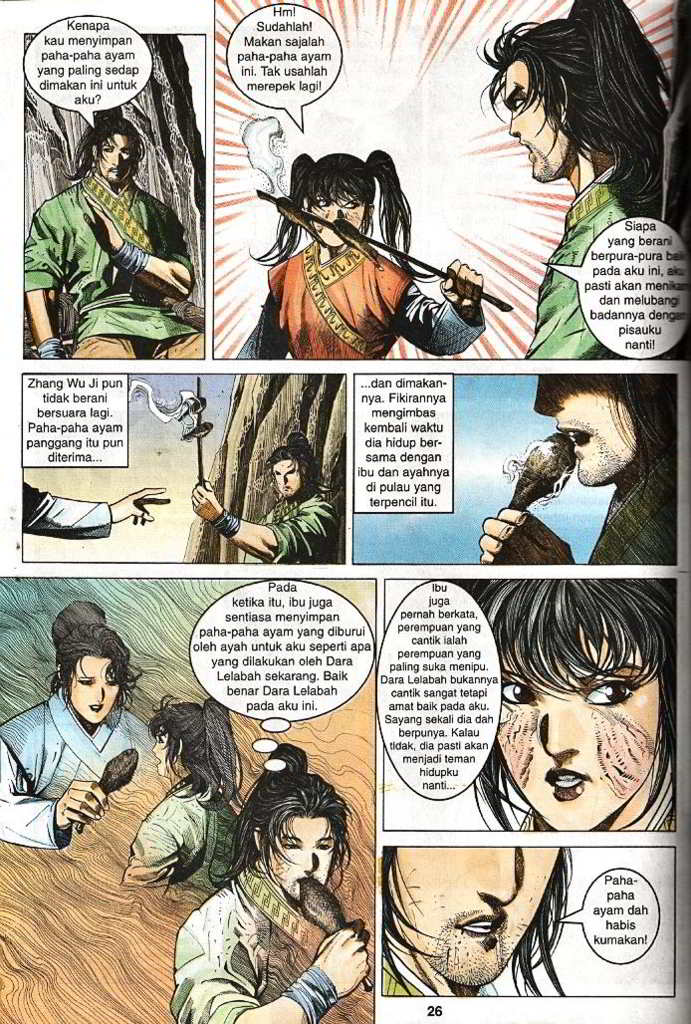 Kenapa
kau menyimpan
paha-paha ayam
yang paling sedap
dimakan ini untuk
aku?
Hm!
Sudahlah!
Makan sajalah
paha-paha ayam
ini. Tak usahlah
merepek lagi!
Siapa
yang berani
berpura-pura baik
pada aku ini, aku
pasti akan menikam
dan melubangi
badannya dengan
pisauku
nanti!
Zhang Wu Ji pun
tidak berani
bersuara lagi.
Paha-paha ayam
panggang itu pun
diterima...
...dan dimakan-
nya. Fikirannya
mengimbas
kembali waktu
dia hidup ber-
sama dengan
ibu dan ayahnya
di pulau yang
terpencil itu.
Pada
ketika itu, ibu juga
sentiasa menyimpan
paha-paha ayam yang diburui
oleh ayah untuk aku seperti apa
yang dilakukan oleh Dara
Lelabah sekarang. Baik
benar Dara Lelabah
pada aku ini.
Ibu
juga
pernah berkata,
perempuan yang
cantik ialah
perempuan yang
paling suka menipu.
Dara Lelabah bukannya
cantik sangat tetapi
amat baik pada aku.
Sayang sekali dia dah
berpunya. Kalau
tidak, dia pasti akan
menjadi teman
hidupku
nanti...
Paha-
paha
ayam dah
habis
kumakan!
26